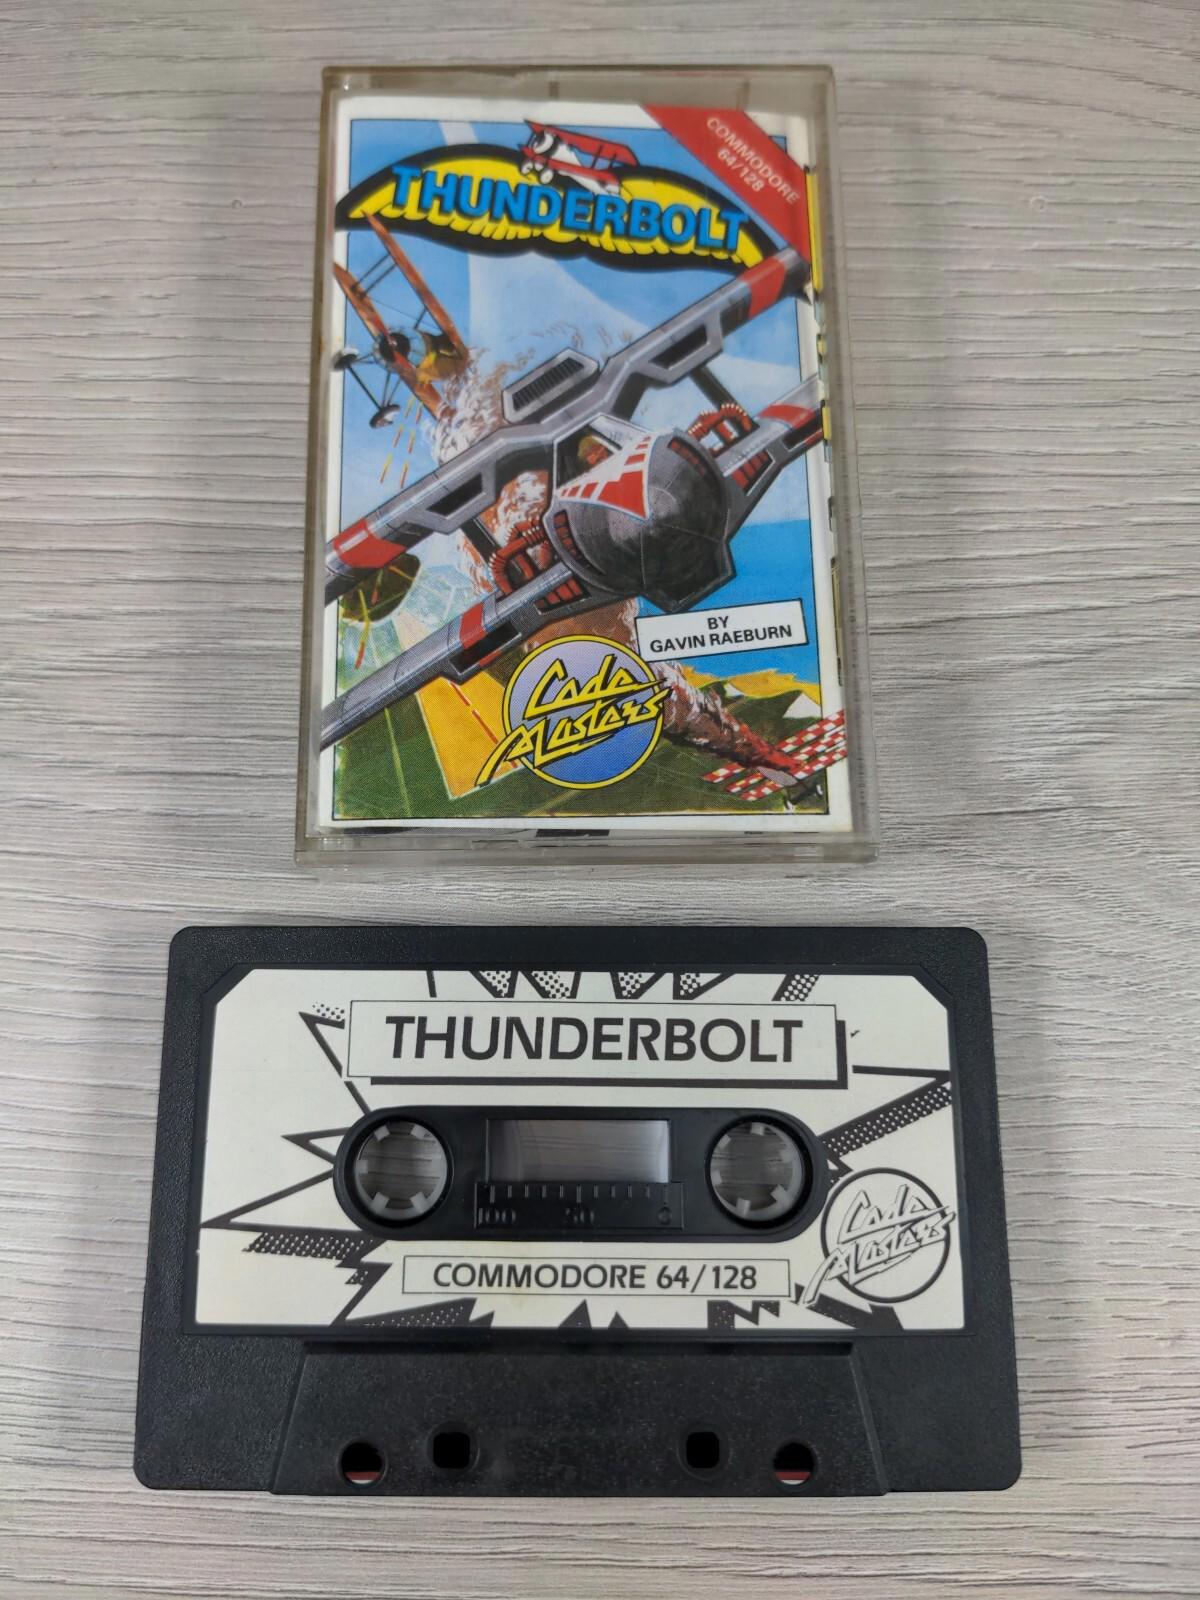 COMMODORE
64/128
THUNDERBOLT
BY
GAVIN RAEBURN
Code
Masters
THUNDERBOLT
100 50 0
Code
Masters
COMMODORE 64/128